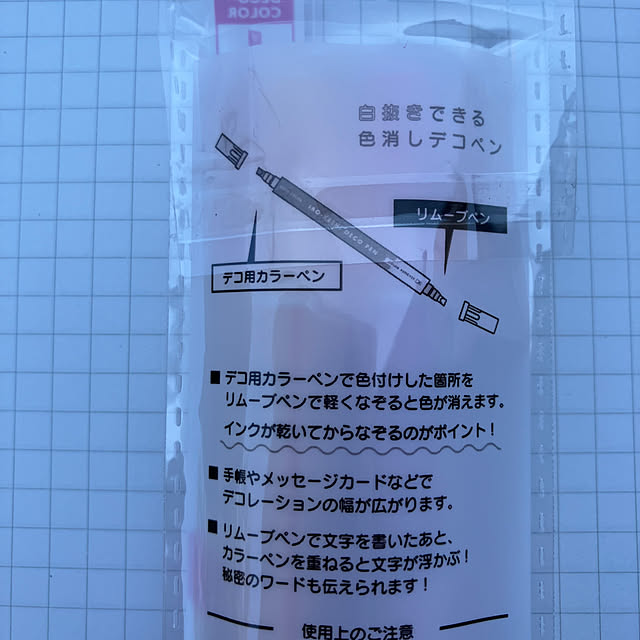 COLOR
白抜きできる
色消しデコペン
リムーブペン
DECO PEN
デコ用カラーペン
■ デコ用カラーペンで色付けした箇所を
リムーブペンで軽くなぞると色が消えます。
インクが乾いてからなぞるのがポイント!
■ 手帳やメッセージカードなどで
デコレーションの幅が広がります。
■ リムーブペンで文字を書いたあと、
カラーペンを重ねると文字が浮かぶ!
秘密のワードも伝えられます!
使用上のご注意